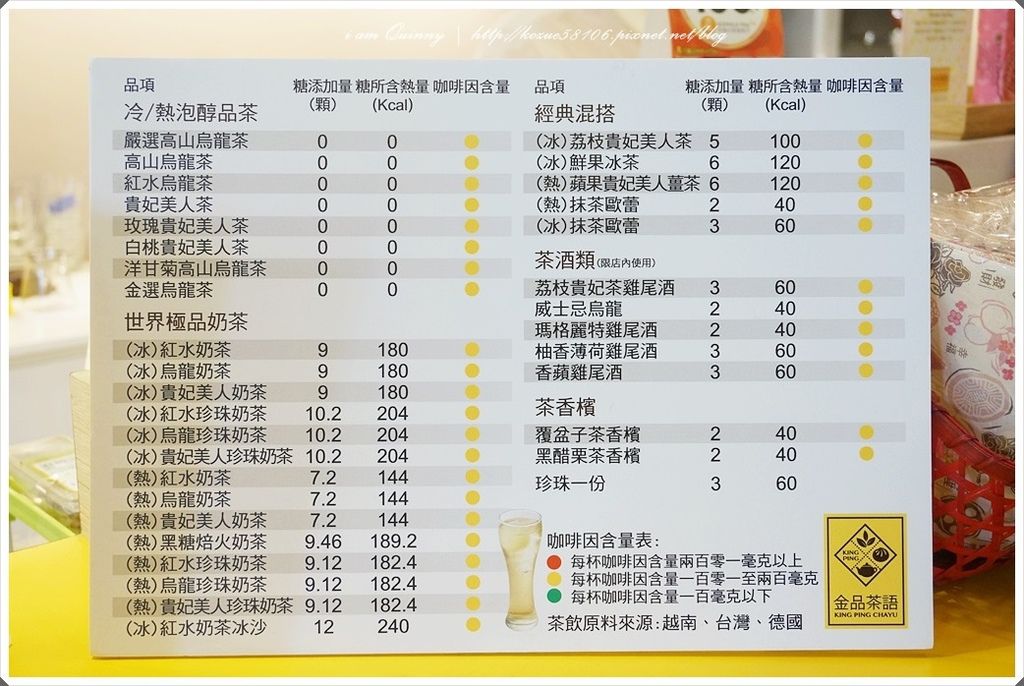 i am Quinny | http://kozue58106.pixnet.net/blog
品項 糖添加量(顆) 糖所含熱量(Kcal) 咖啡因含量
冷/熱泡醇品茶
嚴選高山烏龍茶 0 0
高山烏龍茶 0 0
紅水烏龍茶 0 0
貴妃美人茶 0 0
玫瑰貴妃美人茶 0 0
白桃貴妃美人茶 0 0
洋甘菊高山烏龍茶 0 0
金選烏龍茶 0 0
世界極品奶茶
(冰)紅水奶茶 9 180
(冰)烏龍奶茶 9 180
(冰)貴妃美人奶茶 9 180
(冰)紅水珍珠奶茶 10.2 204
(冰)烏龍珍珠奶茶 10.2 204
(冰)貴妃美人珍珠奶茶 10.2 204
(熱)紅水奶茶 7.2 144
(熱)烏龍奶茶 7.2 144
(熱)貴妃美人奶茶 7.2 144
(熱)黑糖焙火奶茶 9.46 189.2
(熱)紅水珍珠奶茶 9.12 182.4
(熱)烏龍珍珠奶茶 9.12 182.4
(熱)貴妃美人珍珠奶茶 9.12 182.4
(冰)紅水奶茶冰沙 12 240
品項 糖添加量(顆) 糖所含熱量(Kcal) 咖啡因含量
經典混搭
(冰)荔枝貴妃美人茶 5 100
(冰)鮮果冰茶 6 120
(熱)蘋果貴妃美人薑茶 6 120
(熱)抹茶歐蕾 2 40
(冰)抹茶歐蕾 3 60
茶酒類(限店內使用)
荔枝貴妃茶雞尾酒 3 60
威士忌烏龍 2 40
瑪格麗特雞尾酒 2 40
柚香薄荷雞尾酒 3 60
香蘋雞尾酒 3 60
茶香檳
覆盆子茶香檳 2 40
黑醋栗茶香檳 2 40
珍珠一份 3 60
咖啡因含量表:
每杯咖啡因含量兩百零一毫克以上
每杯咖啡因含量一百零一至兩百毫克
每杯咖啡因含量一百毫克以下
茶飲原料來源:越南、台灣、德國
KING PING
金品茶語
KING PING CHAYU